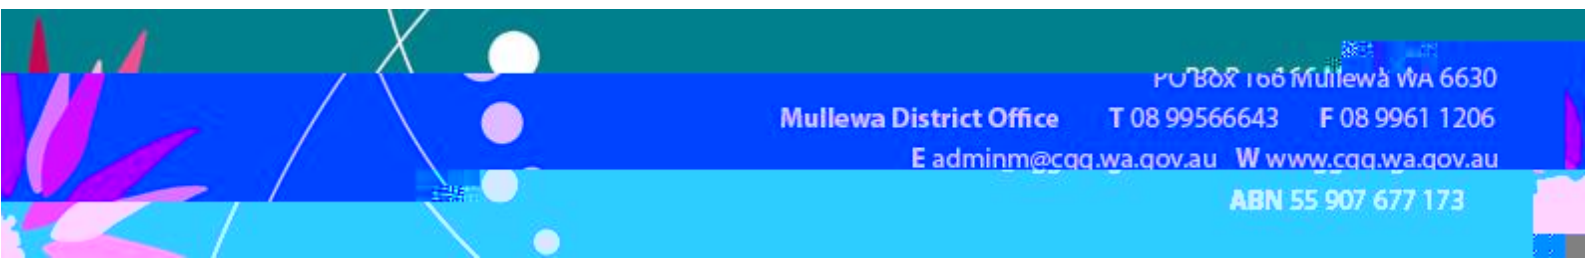 PO Box 166 Mullewa WA 6630
Mullewa District Office T 08 99566643 F 08 9961 1206
E adminm@cgg.wa.gov.au W www.cgg.wa.gov.au
ABN 55 907 677 173